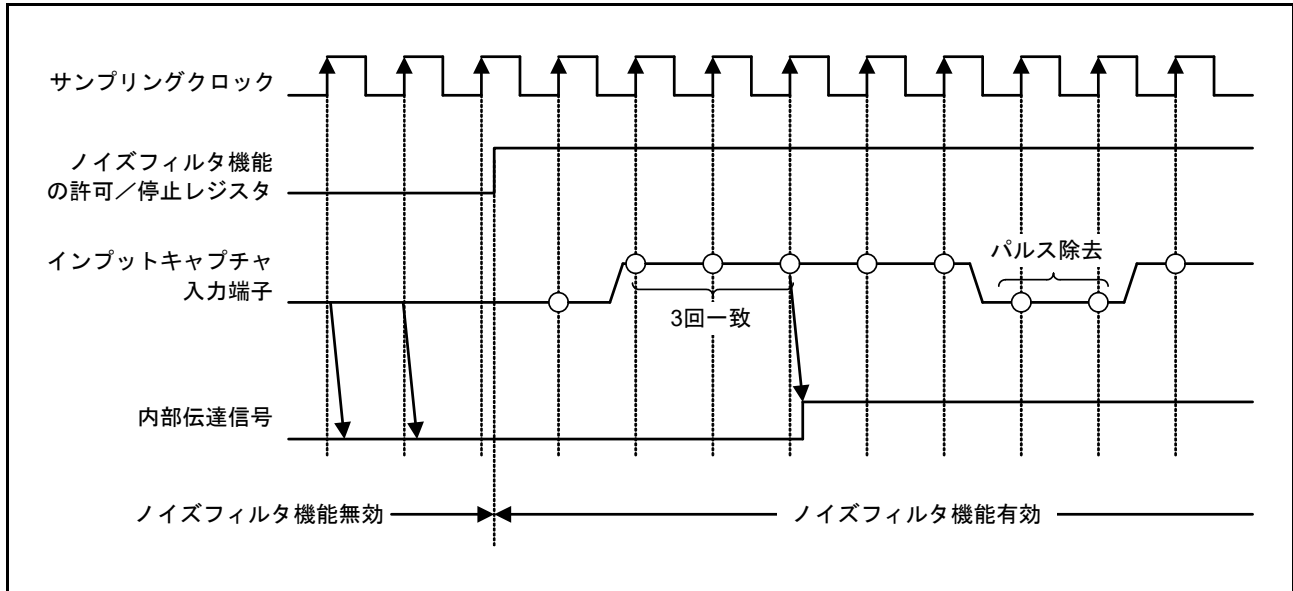 サンプリングクロック
ノイズフィルタ機能
の許可／停止レジスタ
インプットキャプチャ
入力端子
パルス除去
3回一致
内部伝達信号
ノイズフィルタ機能無効
ノイズフィルタ機能有効